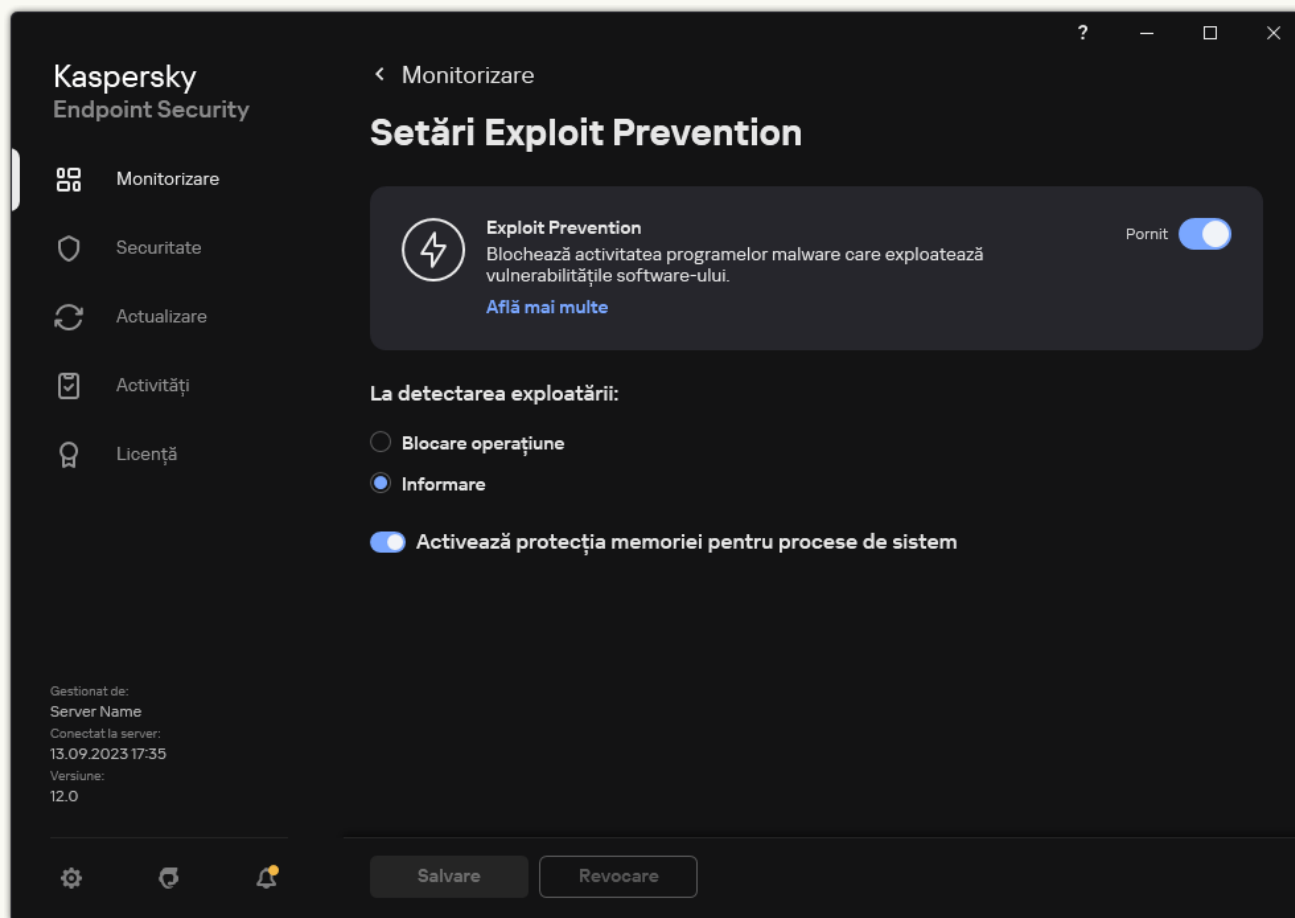 ?
Kaspersky
Endpoint Security
Monitorizare
Securitate
Actualizare
Activități
Licență
Gestionat de:
Server Name
Conectat la server:
13.09.2023 17:35
Versiune:
12.0
Monitorizare
Setări Exploit Prevention
Exploit Prevention
Blochează activitatea programelor malware care exploatează
vulnerabilitățile software-ului.
Află mai multe
Pornit
La detectarea exploatării:
Blocare operațiune
Informare
Activează protecția memoriei pentru procese de sistem
Salvare
Revocare